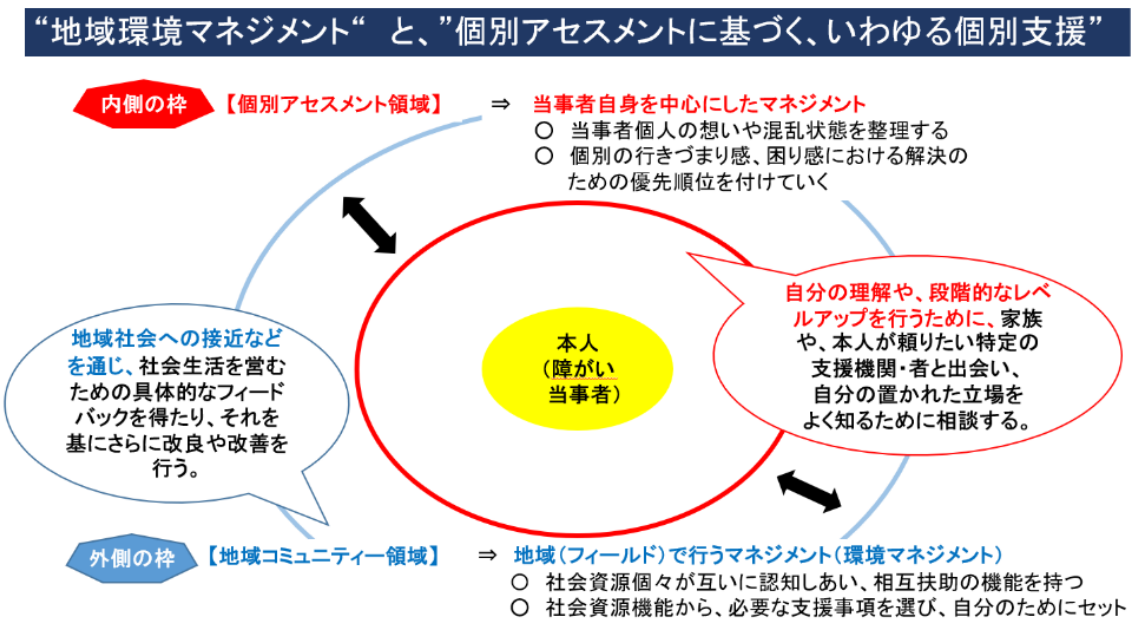 “地域環境マネジメント“ と、”個別アセスメントに基づく、いわゆる個別支援”
内側の枠 【個別アセスメント領域】 ⇒ 当事者自身を中心にしたマネジメント
○ 当事者個人の想いや混乱状態を整理する
○ 個別の行きづまり感、困り感における解決の
ための優先順位を付けていく
自分の理解や、段階的なレベ
ルアップを行うために、家族
や、本人が頼りたい特定の
支援機関・者と出会い、
自分の置かれた立場を
よく知るために相談する。
地域社会への接近など
を通じ、社会生活を営む
ための具体的なフィード
バックを得たり、それを
基にさらに改良や改善を
行う。
本人
（障がい
当事者）
外側の枠 【地域コミュニティー領域】 ⇒ 地域（フィールド）で行うマネジメント（環境マネジメント）
○ 社会資源個々が互いに認知しあい、相互扶助の機能を持つ
○ 社会資源機能から、必要な支援事項を選び、自分のためにセット